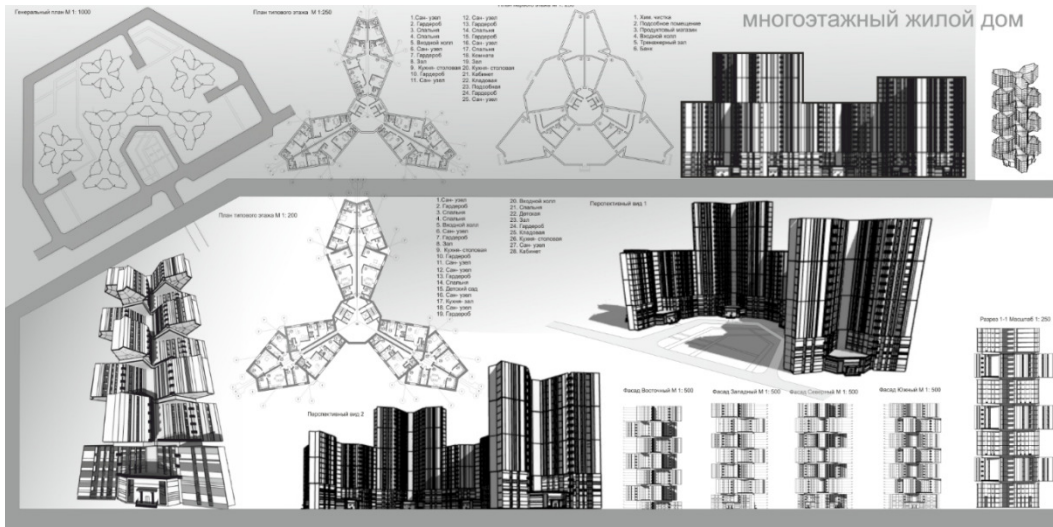 многоэтажный жилой дом
Генеральный план М 1: 1000
План типового этажа М 1:250
1.Сан- узел
2. Гардероб
3. Спальня
4. Спальня
5. Входной холл
6. Сан- узел
7. Гардероб
8. Зал
9. Кухня- столовая
10. Гардероб
11. Сан- узел
12. Сан- узел
13. Гардероб
14. Спальня
15. Гардероб
16. Сан- узел
17. Спальня
18. Комната
19. Зал
20. Кухня- столовая
21. Кабинет
22. Кладовая
23. Подсобная
24. Гардероб
25. Сан- узел
1. Хим. чистка
2. Подсобное помещение
3. Продуктовый магазин
4. Входной холл
5. Тренажерный зал
6. Банк
План типового этажа М 1: 200
1.Сан- узел
2. Гардероб
3. Спальня
4. Спальня
5. Входной холл
6. Сан- узел
7. Гардероб
8. Зал
9. Кухня- столовая
10. Гардероб
11. Сан- узел
12. Сан- узел
13. Гардероб
14. Спальня
15. Детский сад
16. Сан- узел
17. Кухня- зал
18. Сан- узел
19. Гардероб
20. Входной холл
21. Спальня
22. Детская
23. Зал
24. Гардероб
25. Кладовая
26. Кухня- столовая
27. Сан- узел
28. Кабинет
Перспективный вид 1
Разрез 1-1 Масштаб 1: 250
Фасад Восточный М 1: 500
Фасад Западный М 1: 500
Фасад Северный М 1: 500
Фасад Южный М 1: 500
Перспективный вид 2